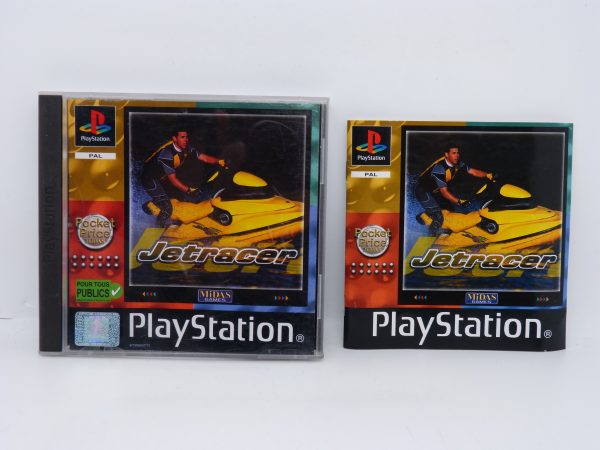 PlayStation
PlayStation
PAL
Pocket
Price
Jetracer
POUR TOUS
PUBLICS
MIDAS
GAMES
PlayStation®
PlayStation
PAL
Pocket
Price
Jetracer
MIDAS
GAMES
PlayStation®